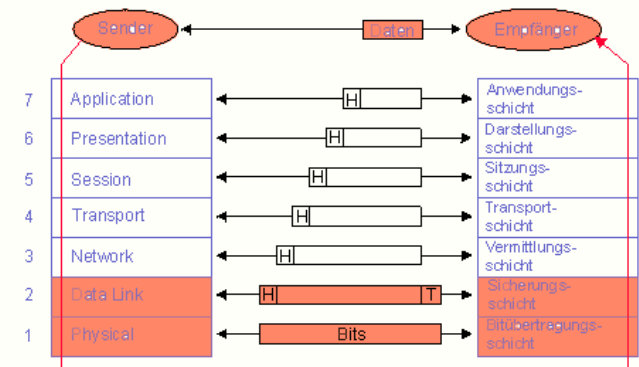 Sender Daten Empfänger
7 Application H Anwendungs-
schicht
6 Presentation H Darstellungs-
schicht
5 Session H Sitzungs-
schicht
4 Transport H Transport-
schicht
3 Network H Vermittlungs-
schicht
2 Data Link H T Sicherungs-
schicht
1 Physical Bits Bitübertragungs-
schicht